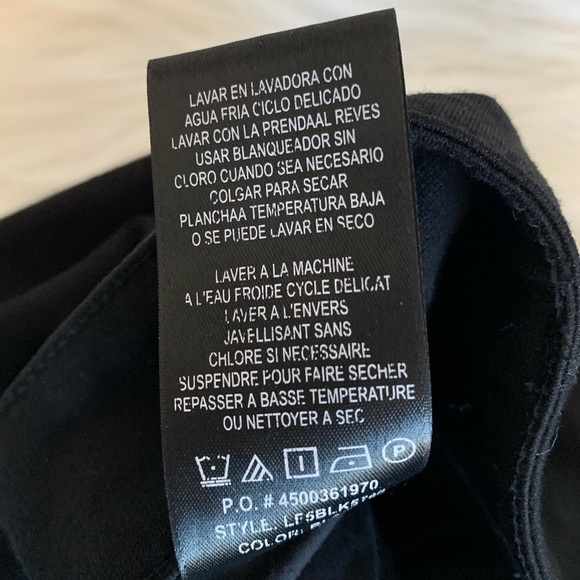 LAVAR EN LAVADORA CON
AGUA FRIA CICLO DELICADO
LAVAR CON LA PRENDAAL REVES
USAR BLANQUEADOR SIN
CLORO CUANDO SEA NECESARIO
COLGAR PARA SECAR
PLANCHAA TEMPERATURA BAJA
O SE PUEDE LAVAR EN SECO
LAVER A LA MACHINE
A L'EAU FROIDE CYCLE DELICAT
LAVER A L'ENVERS
JAVELLISANT SANS
CHLORE SI NECESSAIRE
SUSPENDRE POUR FAIRE SECHER
REPASSER A BASSE TEMPERATURE
OU NETTOYER A SEC
P
P.O. # 4500361970
STYLE:
COLOR: